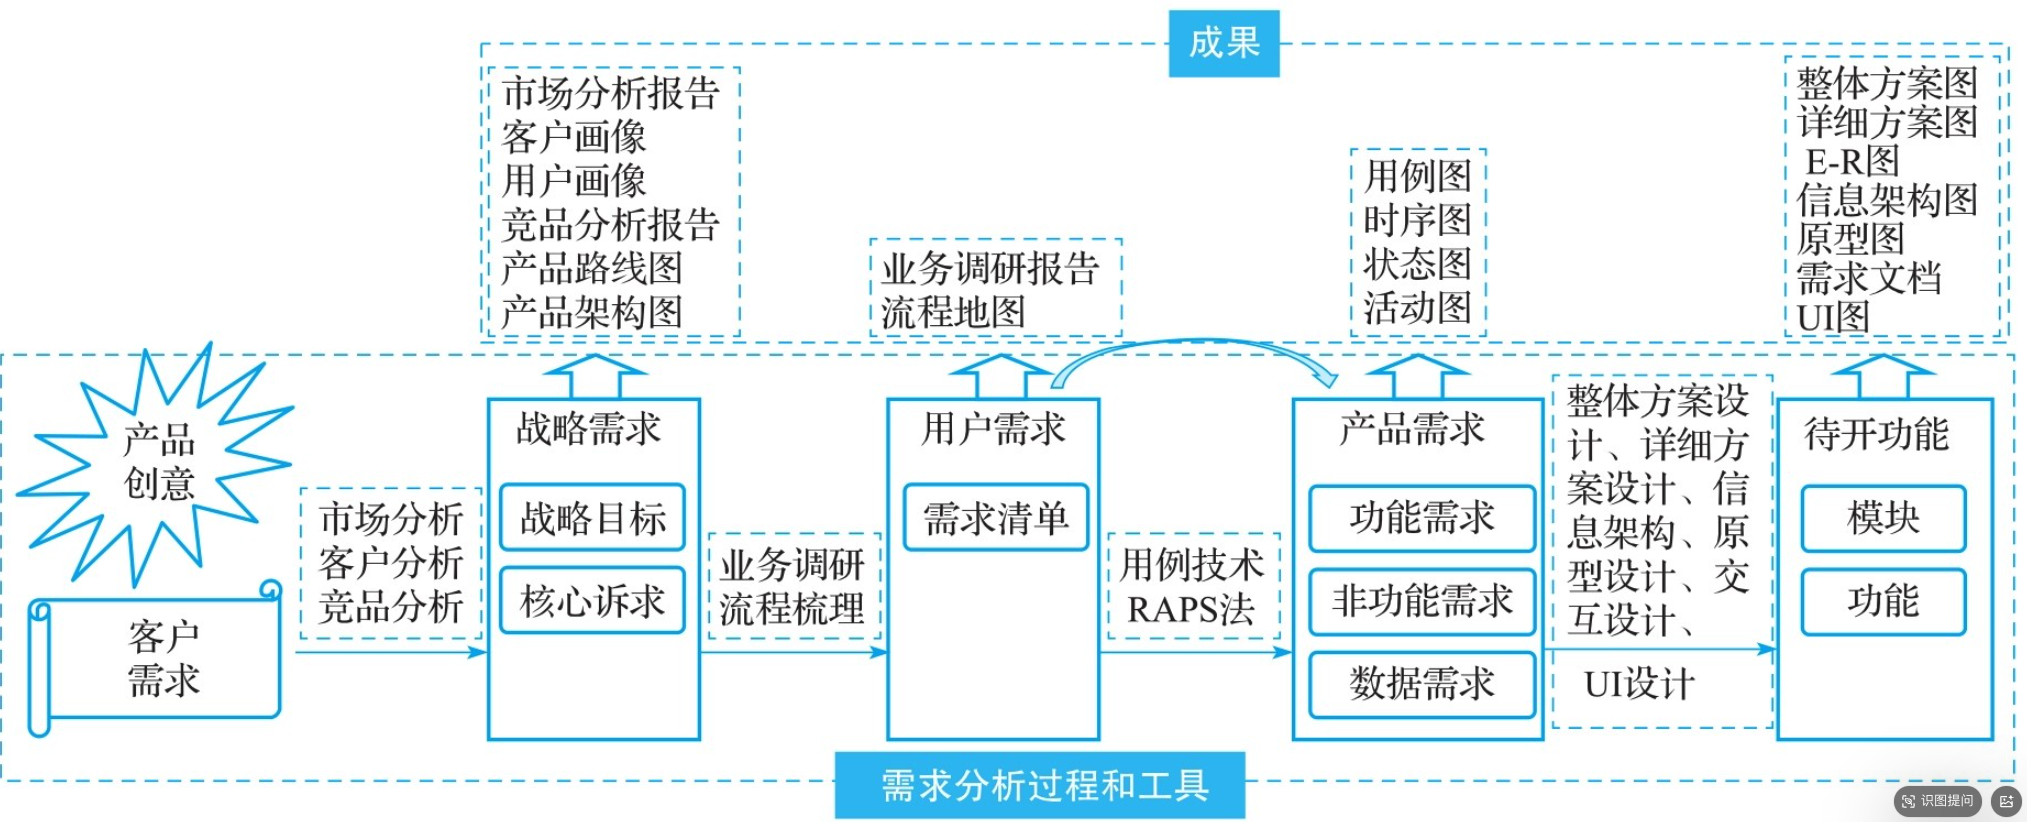 成果
市场分析报告
客户画像
用户画像
竞品分析报告
产品路线图
产品架构图
业务调研报告
流程地图
用例图
时序图
状态图
活动图
整体方案图
详细方案图
E-R图
信息架构图
原型图
需求文档
UI图
产品
创意
客户
需求
市场分析
客户分析
竞品分析
战略需求
战略目标
核心诉求
业务调研
流程梳理
用户需求
需求清单
用例技术
RAPS法
产品需求
功能需求
非功能需求
数据需求
整体方案设
计、详细方
案设计、信
息架构、原
型设计、交
互设计、
UI设计
待开功能
模块
功能
需求分析过程和工具
识图提问